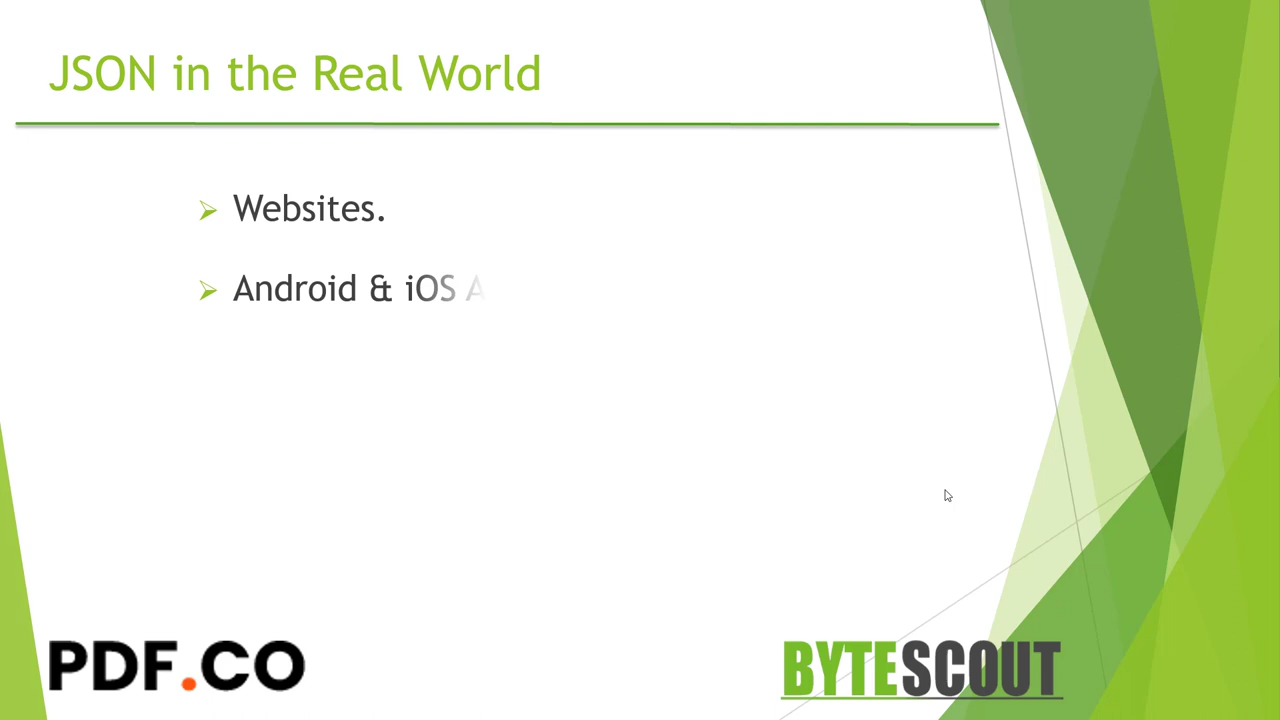 JSON in the Real World
Websites.
Android & iOS A
PDF.CO
BYTESCOUT